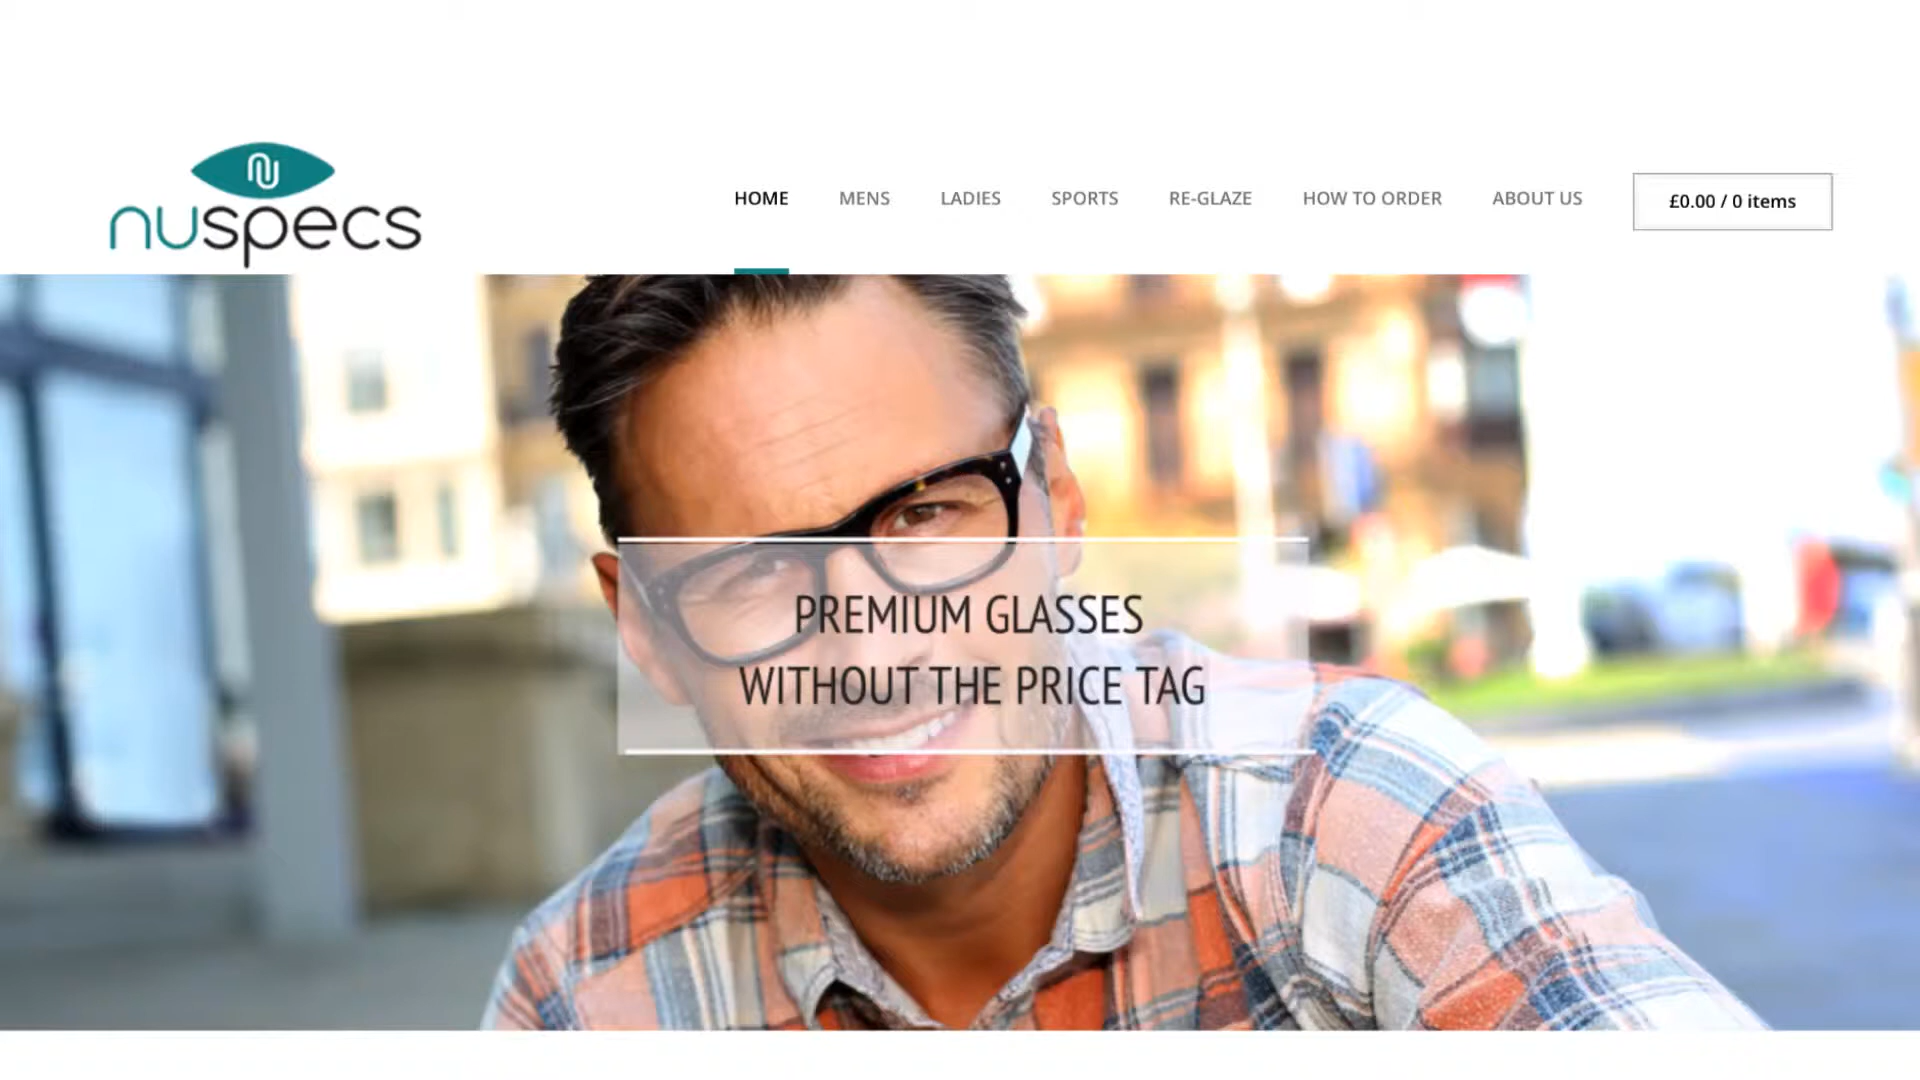 nuspecs
HOME MENS LADIES SPORTS RE-GLAZE HOW TO ORDER ABOUT US £0.00 / 0 items
PREMIUM GLASSES
WITHOUT THE PRICE TAG